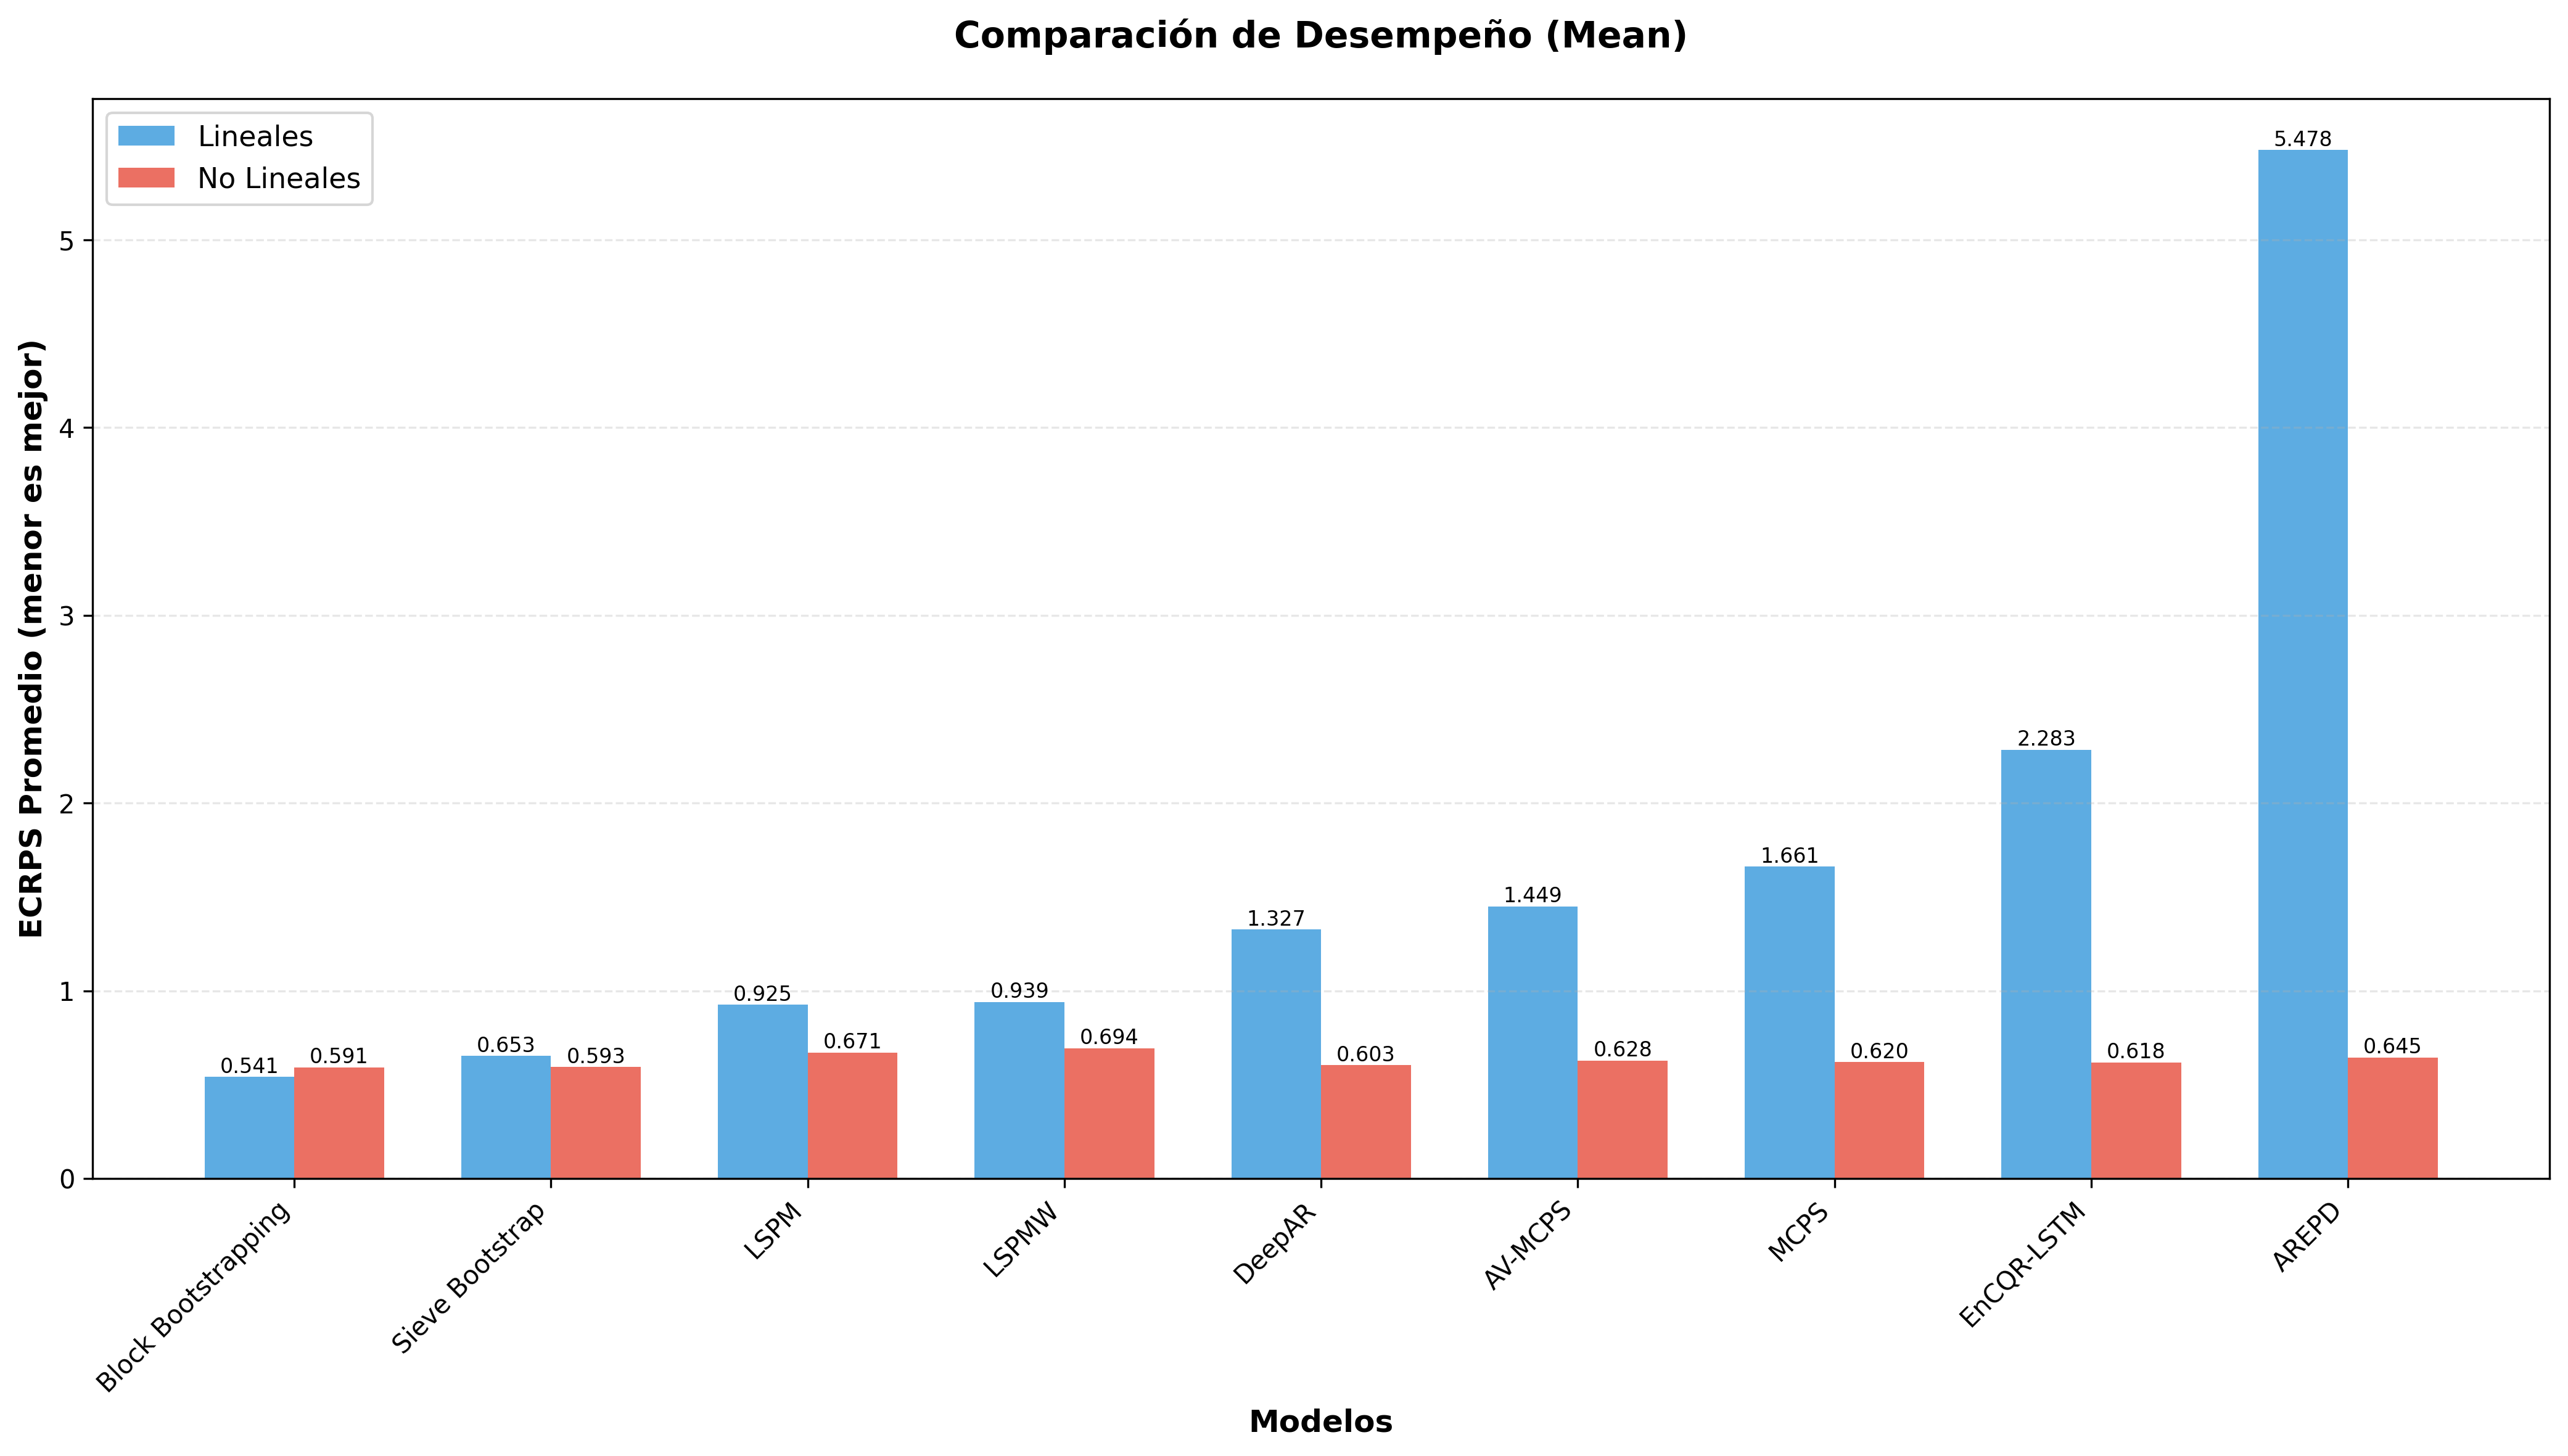 Comparación de Desempeño (Mean)
Lineales
No Lineales
ECRPS Promedio (menor es mejor)
5
4
3
2
1
0
0.541
0.591
0.653
0.593
0.925
0.671
0.939
0.694
1.327
0.603
1.449
0.628
1.661
0.620
2.283
0.618
5.478
0.645
Block Bootstrapping
Sieve Bootstrap
LSPM
LSPMW
DeepAR
AV-MCPS
MCPS
EnCQR-LSTM
AREPD
Modelos